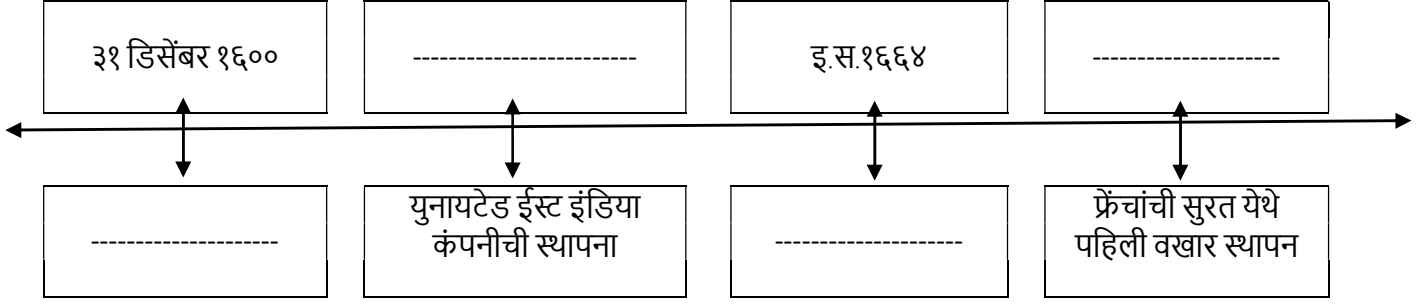 ३१ डिसेंबर १६००
-------------------------
इ.स.१६६४
---------------------
---------------------
युनायटेड ईस्ट इंडिया
कंपनीची स्थापना
---------------------
फ्रेंचांची सुरत येथे
पहिली वखार स्थापन